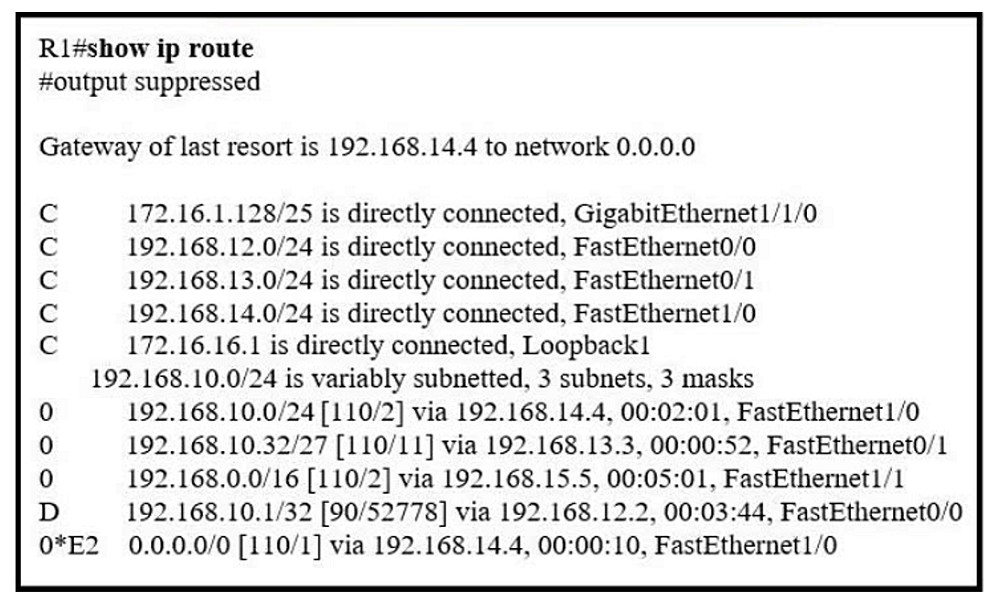 R1#show ip route
#output suppressed
Gateway of last resort is 192.168.14.4 to network 0.0.0.0
C 172.16.1.128/25 is directly connected, GigabitEthernet1/1/0
C 192.168.12.0/24 is directly connected, FastEthernet0/0
C 192.168.13.0/24 is directly connected, FastEthernet0/1
C 192.168.14.0/24 is directly connected, FastEthernet1/0
C 172.16.16.1 is directly connected, Loopback1
192.168.10.0/24 is variably subnetted, 3 subnets, 3 masks
0 192.168.10.0/24 [110/2] via 192.168.14.4, 00:02:01, FastEthernet1/0
0 192.168.10.32/27 [110/11] via 192.168.13.3, 00:00:52, FastEthernet0/1
0 192.168.0.0/16 [110/2] via 192.168.15.5, 00:05:01, FastEthernet1/1
D 192.168.10.1/32 [90/52778] via 192.168.12.2, 00:03:44, FastEthernet0/0
0*E2 0.0.0.0/0 [110/1] via 192.168.14.4, 00:00:10, FastEthernet1/0